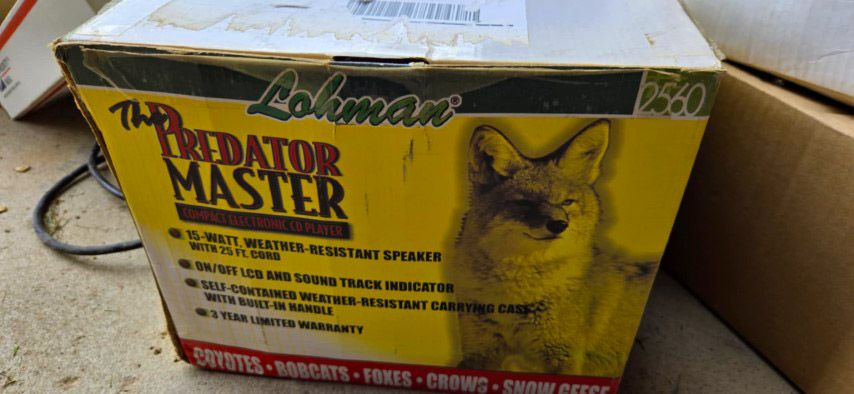 Lohman®
2560
The PREDATOR
MASTER
COMPACT ELECTRONIC CD PLAYER
15-WATT, WEATHER-RESISTANT SPEAKER
WITH 25 FT. CORD
ON/OFF LCD AND SOUND TRACK INDICATOR
SELF-CONTAINED WEATHER-RESISTANT CARRYING CASE
WITH BUILT-IN HANDLE
3 YEAR LIMITED WARRANTY
COYOTES • BOBCATS • FOXES • CROWS • SNOW GEESE